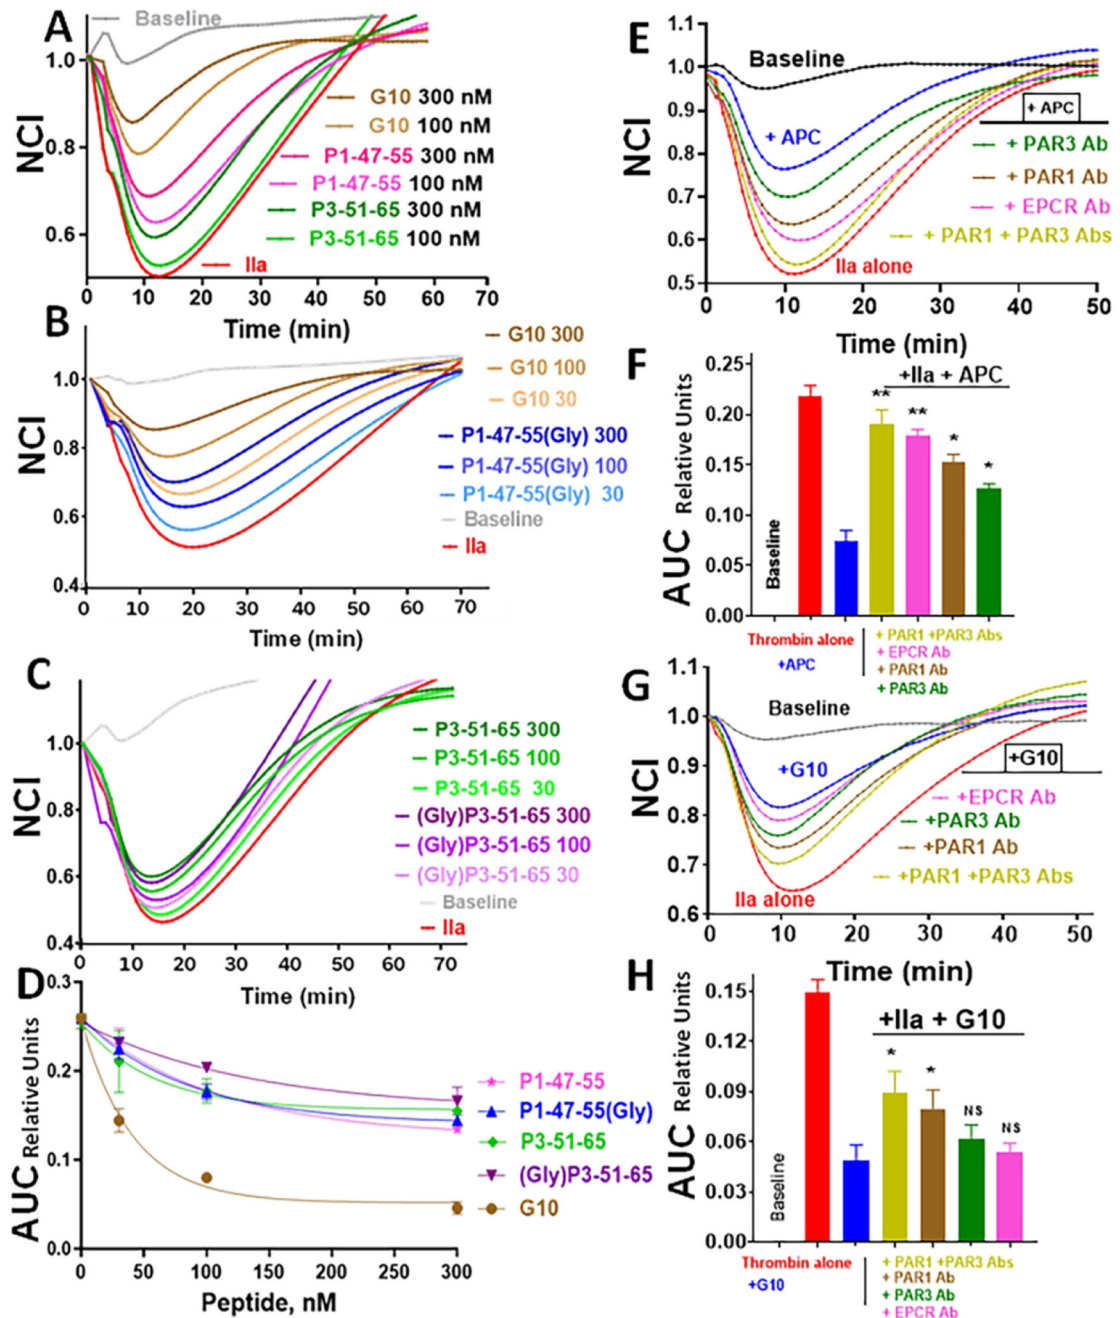 A
Baseline
NCI
1.0
0.8
0.6
G10 300 nM
G10 100 nM
P1-47-55 300 nM
P1-47-55 100 nM
P3-51-65 300 nM
P3-51-65 100 nM
IIa
0 10 20 30 40 50 60 70
Time (min)
B
NCI
1.0
0.8
0.6
0.4
G10 300
G10 100
G10 30
P1-47-55(Gly) 300
P1-47-55(Gly) 100
P1-47-55(Gly) 30
Baseline
IIa
0 10 20 30 40 50 60 70
Time (min)
C
NCI
1.0
0.8
0.6
0.4
P3-51-65 300
P3-51-65 100
P3-51-65 30
(Gly)P3-51-65 300
(Gly)P3-51-65 100
(Gly)P3-51-65 30
Baseline
IIa
0 10 20 30 40 50 60 70
Time (min)
D
AUC Relative Units
0.3
0.2
0.1
0.0
P1-47-55
P1-47-55(Gly)
P3-51-65
(Gly)P3-51-65
G10
0 50 100 150 200 250 300
Peptide, nM
E
NCI
1.1
1.0
0.9
0.8
0.7
0.6
0.5
Baseline
+ APC
+ APC
+ PAR3 Ab
+ PAR1 Ab
+ EPCR Ab
+ PAR1 + PAR3 Abs
IIa alone
0 10 20 30 40 50
Time (min)
F
AUC Relative Units
0.25
0.20
0.15
0.10
0.05
0.00
+IIa + APC
** ** * *
Baseline
Thrombin alone
+APC
+ PAR1 +PAR3 Abs
+ EPCR Ab
+ PAR1 Ab
+ PAR3 Ab
G
NCI
1.1
1.0
0.9
0.8
0.7
0.6
Baseline
+G10
+G10
+EPCR Ab
+PAR3 Ab
+PAR1 Ab
+PAR1 +PAR3 Abs
IIa alone
0 10 20 30 40 50
Time (min)
H
AUC Relative Units
0.15
0.12
0.09
0.06
0.03
0.00
+IIa + G10
* * NS NS
Baseline
Thrombin alone
+G10
+ PAR1 +PAR3 Abs
+ PAR1 Ab
+ PAR3 Ab
+ EPCR Ab